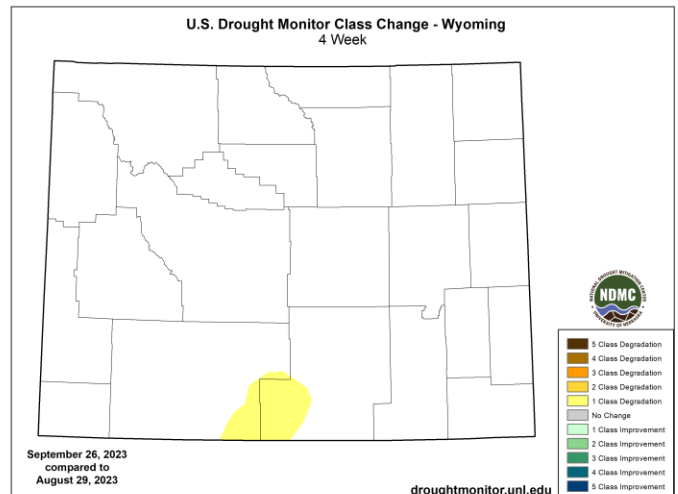 U.S. Drought Monitor Class Change - Wyoming
4 Week
NATIONAL DROUGHT MITIGATION CENTER
NDMC
UNIVERSITY OF NEBRASKA
5 Class Degradation
4 Class Degradation
3 Class Degradation
2 Class Degradation
1 Class Degradation
No Change
1 Class Improvement
2 Class Improvement
3 Class Improvement
4 Class Improvement
5 Class Improvement
September 26, 2023
compared to
August 29, 2023
droughtmonitor.unl.edu